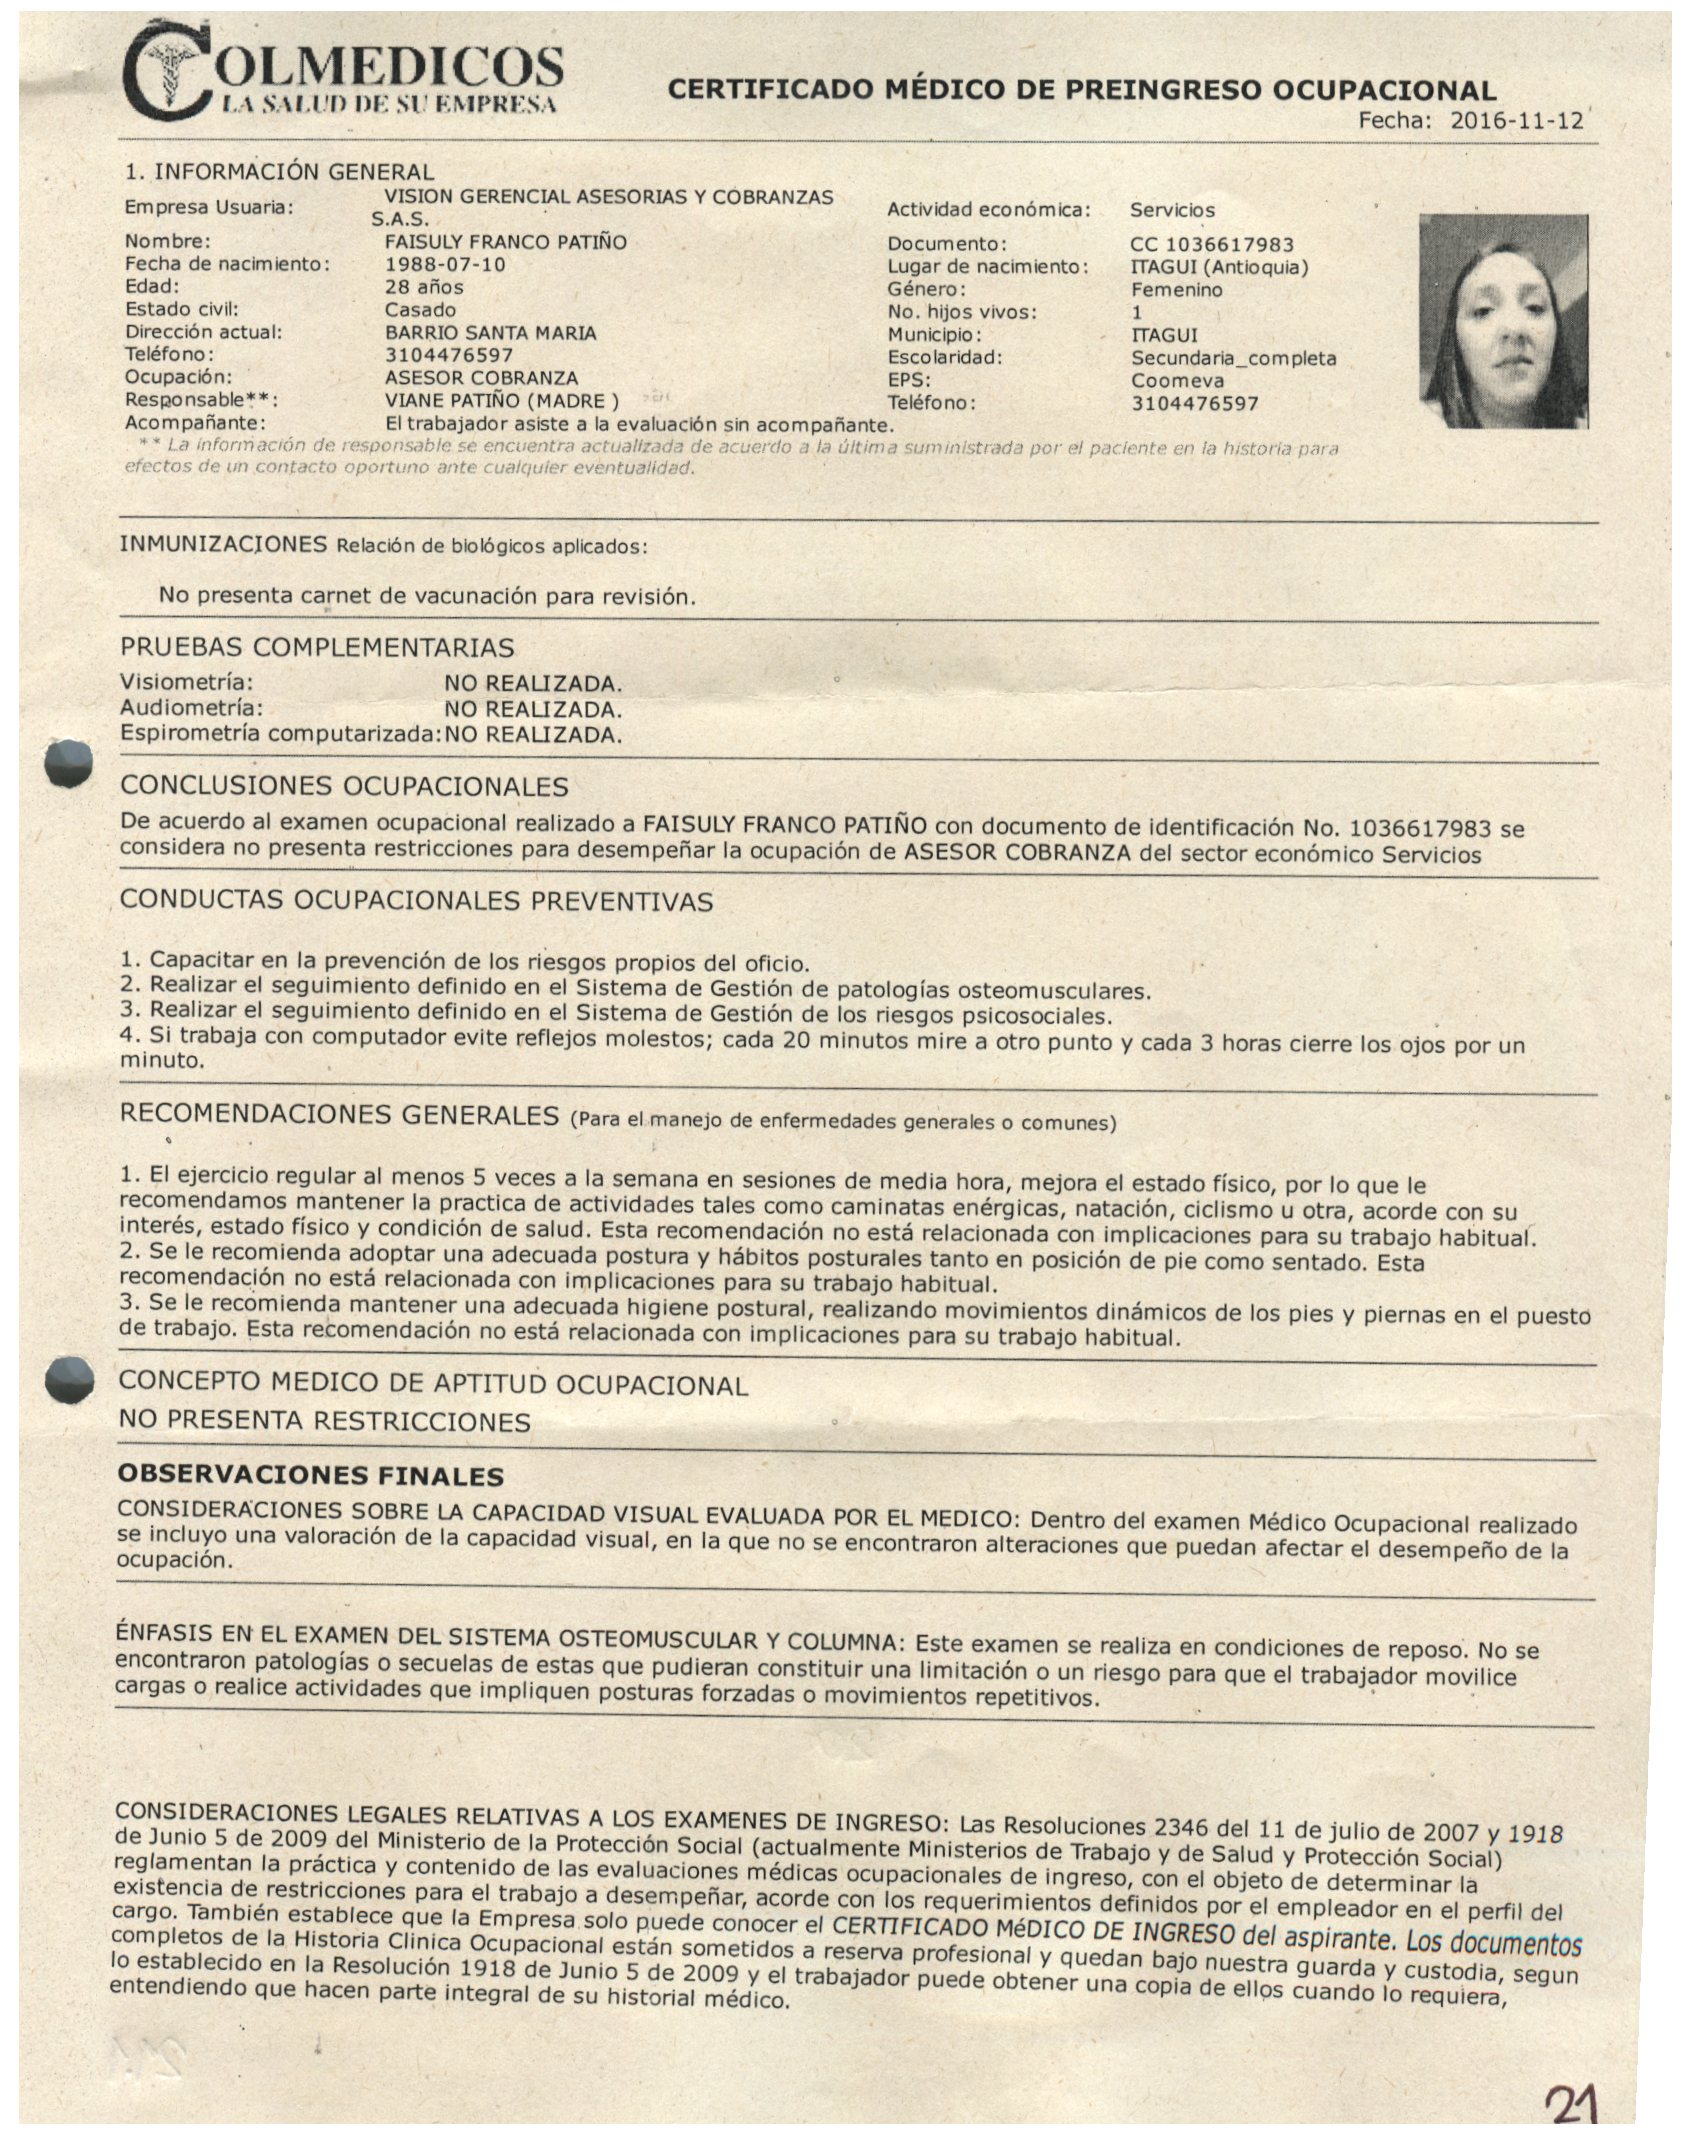 COLMEDICOS
LA SALUD DE SU EMPRESA
CERTIFICADO MÉDICO DE PREINGRESO OCUPACIONAL
Fecha: 2016-11-12
1. INFORMACIÓN GENERAL
Empresa Usuaria: VISION GERENCIAL ASESORIAS Y COBRANZAS S.A.S. Actividad económica: Servicios
Nombre: FAISULY FRANCO PATIÑO Documento: CC 1036617983
Fecha de nacimiento: 1988-07-10 Lugar de nacimiento: ITAGUI (Antioquia)
Edad: 28 años Género: Femenino
Estado civil: Casado No. hijos vivos: 1
Dirección actual: BARRIO SANTA MARIA Municipio: ITAGUI
Teléfono: 3104476597 Escolaridad: Secundaria_completa
Ocupación: ASESOR COBRANZA EPS: Coomeva
Responsable**: VIANE PATIÑO (MADRE ) Teléfono: 3104476597
Acompañante: El trabajador asiste a la evaluación sin acompañante.
** La información de responsable se encuentra actualizada de acuerdo a la última suministrada por el paciente en la historia para
efectos de un contacto oportuno ante cualquier eventualidad.
INMUNIZACIONES Relación de biológicos aplicados:
No presenta carnet de vacunación para revisión.
PRUEBAS COMPLEMENTARIAS
Visiometría: NO REALIZADA.
Audiometría: NO REALIZADA.
Espirometría computarizada: NO REALIZADA.
CONCLUSIONES OCUPACIONALES
De acuerdo al examen ocupacional realizado a FAISULY FRANCO PATIÑO con documento de identificación No. 1036617983 se
considera no presenta restricciones para desempeñar la ocupación de ASESOR COBRANZA del sector económico Servicios
CONDUCTAS OCUPACIONALES PREVENTIVAS
1. Capacitar en la prevención de los riesgos propios del oficio.
2. Realizar el seguimiento definido en el Sistema de Gestión de patologías osteomusculares.
3. Realizar el seguimiento definido en el Sistema de Gestión de los riesgos psicosociales.
4. Si trabaja con computador evite reflejos molestos; cada 20 minutos mire a otro punto y cada 3 horas cierre los ojos por un
minuto.
RECOMENDACIONES GENERALES (Para el manejo de enfermedades generales o comunes)
1. El ejercicio regular al menos 5 veces a la semana en sesiones de media hora, mejora el estado físico, por lo que le
recomendamos mantener la practica de actividades tales como caminatas enérgicas, natación, ciclismo u otra, acorde con su
interés, estado físico y condición de salud. Esta recomendación no está relacionada con implicaciones para su trabajo habitual.
2. Se le recomienda adoptar una adecuada postura y hábitos posturales tanto en posición de pie como sentado. Esta
recomendación no está relacionada con implicaciones para su trabajo habitual.
3. Se le recomienda mantener una adecuada higiene postural, realizando movimientos dinámicos de los pies y piernas en el puesto
de trabajo. Esta recomendación no está relacionada con implicaciones para su trabajo habitual.
CONCEPTO MEDICO DE APTITUD OCUPACIONAL
NO PRESENTA RESTRICCIONES
OBSERVACIONES FINALES
CONSIDERACIONES SOBRE LA CAPACIDAD VISUAL EVALUADA POR EL MEDICO: Dentro del examen Médico Ocupacional realizado
se incluyo una valoración de la capacidad visual, en la que no se encontraron alteraciones que puedan afectar el desempeño de la
ocupación.
ÉNFASIS EN EL EXAMEN DEL SISTEMA OSTEOMUSCULAR Y COLUMNA: Este examen se realiza en condiciones de reposo. No se
encontraron patologías o secuelas de estas que pudieran constituir una limitación o un riesgo para que el trabajador movilice
cargas o realice actividades que impliquen posturas forzadas o movimientos repetitivos.
CONSIDERACIONES LEGALES RELATIVAS A LOS EXAMENES DE INGRESO: Las Resoluciones 2346 del 11 de julio de 2007 y 1918
de Junio 5 de 2009 del Ministerio de la Protección Social (actualmente Ministerios de Trabajo y de Salud y Protección Social)
reglamentan la práctica y contenido de las evaluaciones médicas ocupacionales de ingreso, con el objeto de determinar la
existencia de restricciones para el trabajo a desempeñar, acorde con los requerimientos definidos por el empleador en el perfil del
cargo. También establece que la Empresa solo puede conocer el CERTIFICADO MéDICO DE INGRESO del aspirante. Los documentos
completos de la Historia Clinica Ocupacional están sometidos a reserva profesional y quedan bajo nuestra guarda y custodia, segun
lo establecido en la Resolución 1918 de Junio 5 de 2009 y el trabajador puede obtener una copia de ellos cuando lo requiera,
entendiendo que hacen parte integral de su historial médico.
21